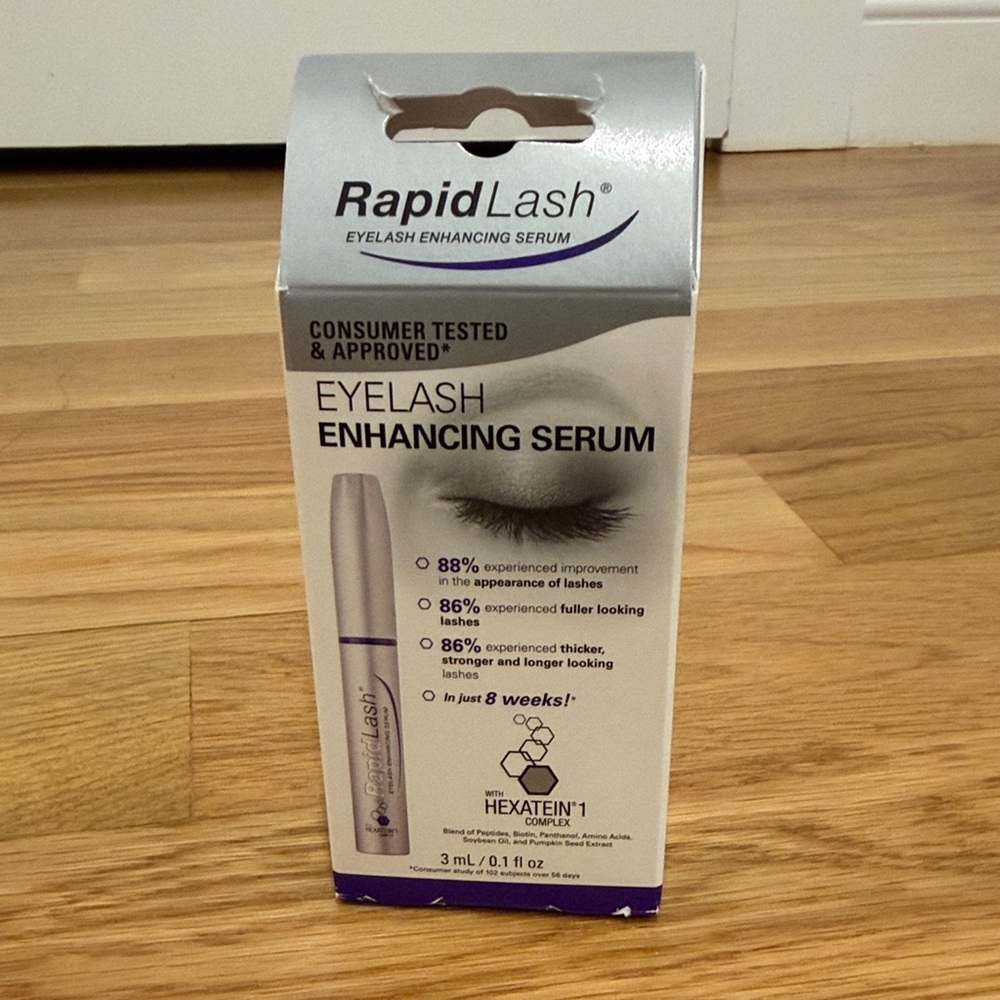 RapidLash®
EYELASH ENHANCING SERUM
CONSUMER TESTED
& APPROVED*
EYELASH
ENHANCING SERUM
88% experienced improvement
in the appearance of lashes
86% experienced fuller looking
lashes
86% experienced thicker,
stronger and longer looking
lashes
In just 8 weeks!*
RapidLash®
EYELASH ENHANCING SERUM
HEXATEIN 1
COMPLEX
WITH
HEXATEIN® 1
COMPLEX
Blend of Peptides, Biotin, Panthenol, Amino Acids,
Soybean Oil, and Pumpkin Seed Extract
3 mL / 0.1 fl oz
*Consumer study of 102 subjects over 56 days